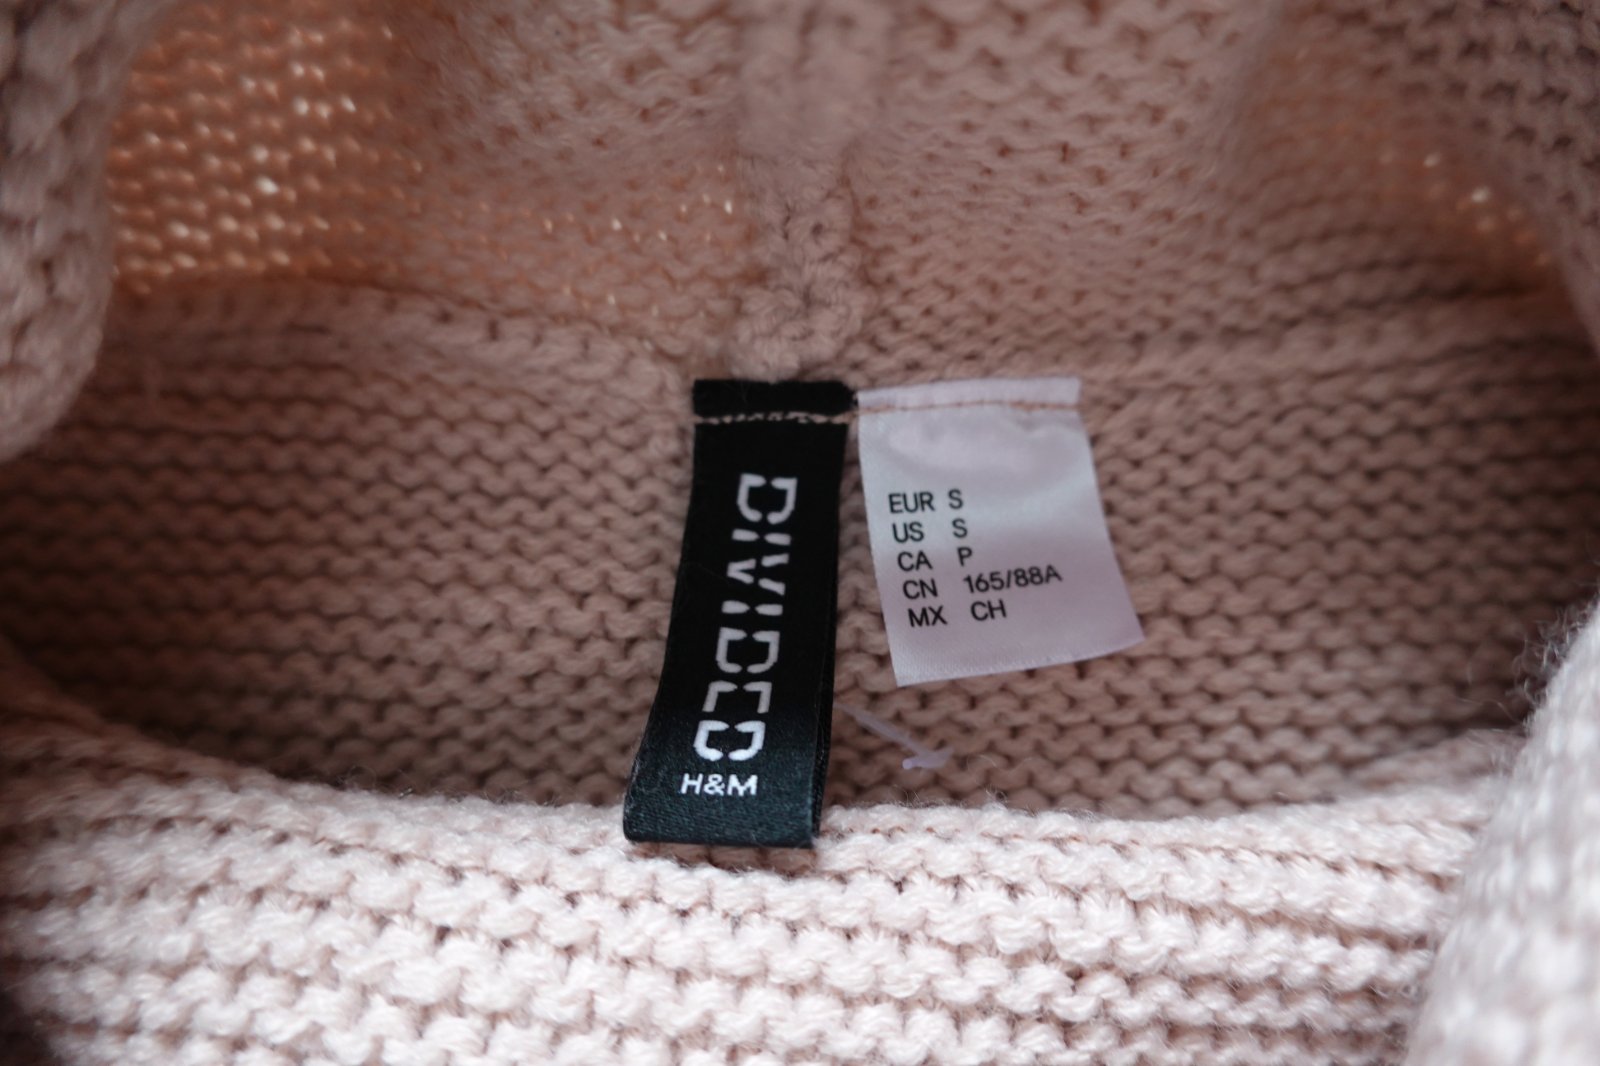 DIVIDED
H&M
EUR S
US S
CA P
CN 165/88A
MX CH